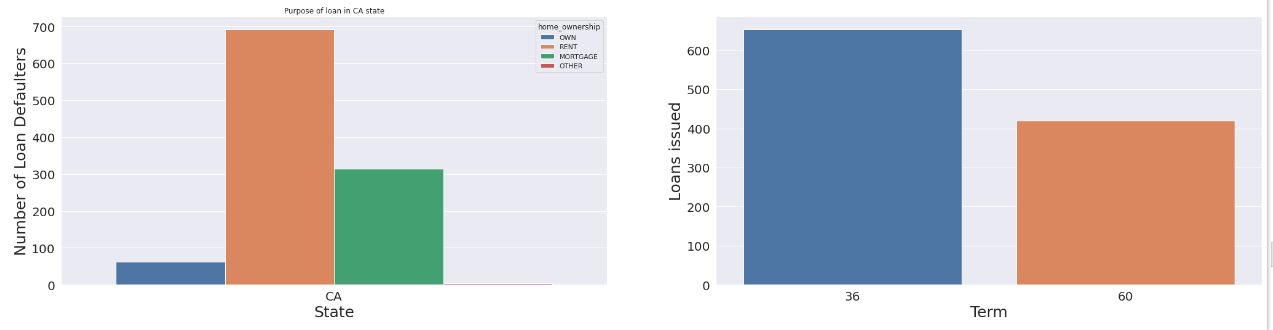 Purpose of loan in CA state
home_ownership
OWN
RENT
MORTGAGE
OTHER
Number of Loan Defaulters
700
600
500
400
300
200
100
0
CA
State
Loans issued
600
500
400
300
200
100
0
36
60
Term